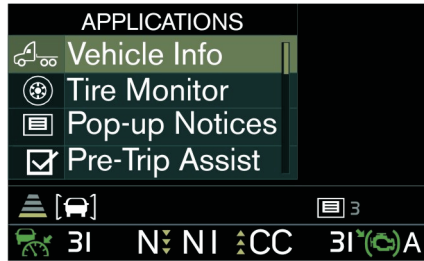 APPLICATIONS
Vehicle Info
Tire Monitor
Pop-up Notices
Pre-Trip Assist
3
31 N N1 CC 31 A